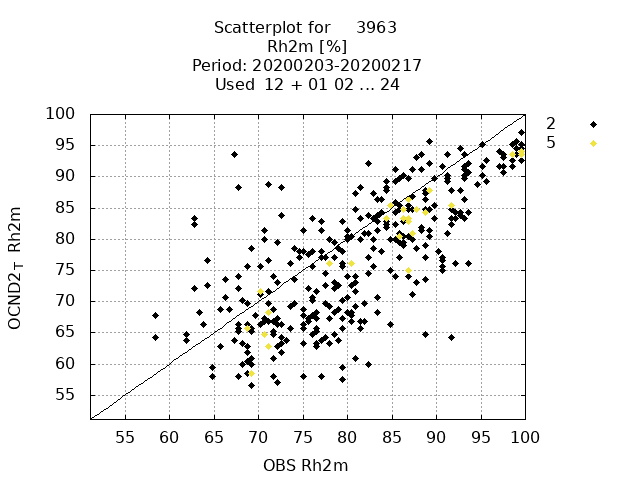 Scatterplot for 3963
Rh2m [%]
Period: 20200203-20200217
Used 12 + 01 02 ... 24
100
95
90
85
80
75
70
65
60
55
OCND2_T Rh2m
2
5
55 60 65 70 75 80 85 90 95 100
OBS Rh2m